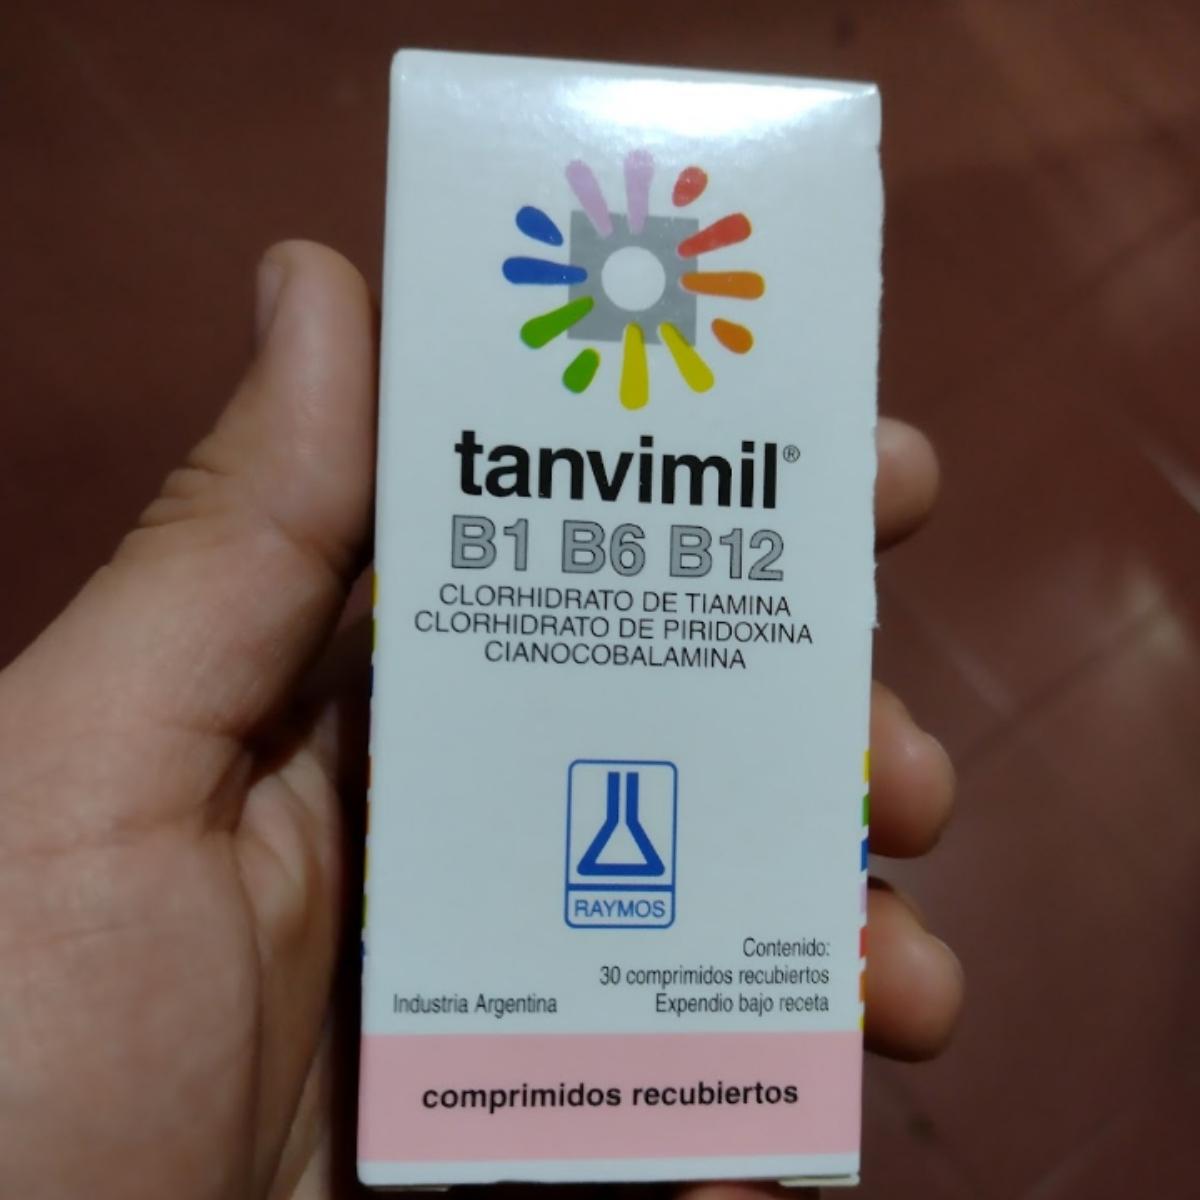 tanvimil®
B1 B6 B12
CLORHIDRATO DE TIAMINA
CLORHIDRATO DE PIRIDOXINA
CIANOCOBALAMINA
RAYMOS
Contenido:
30 comprimidos recubiertos
Industria Argentina Expendio bajo receta
comprimidos recubiertos